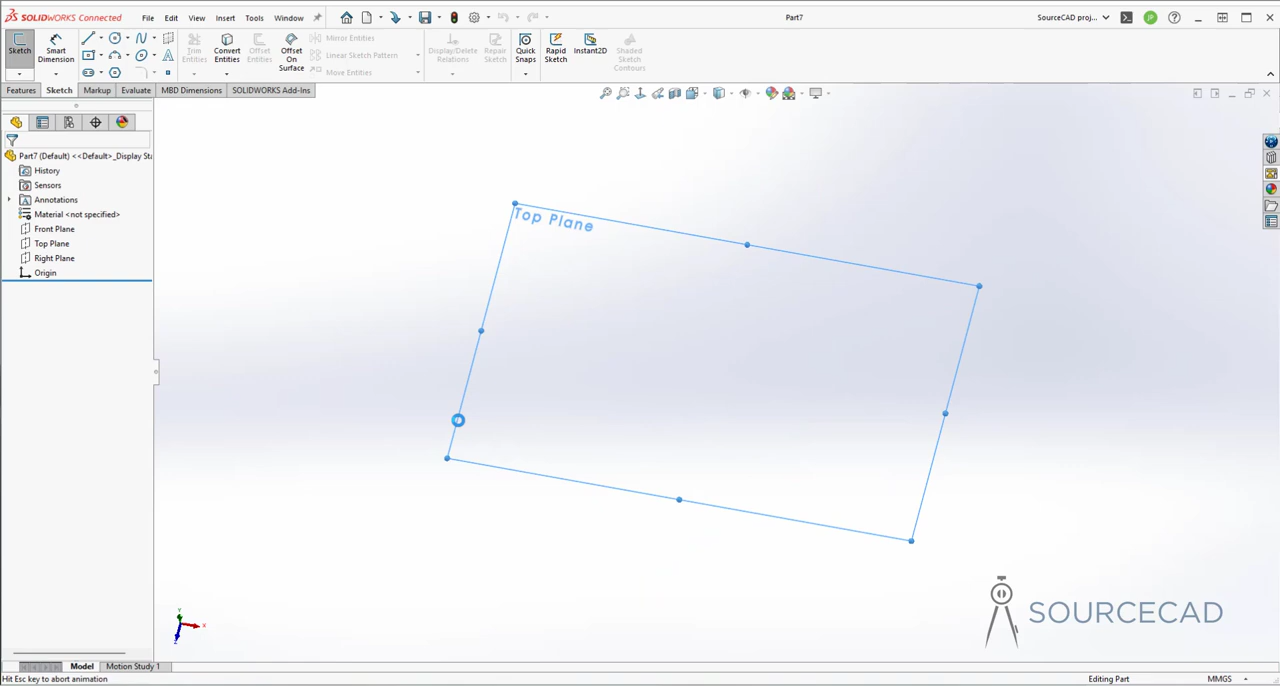 SOLIDWORKS Connected File Edit View Insert Tools Window Part7 SourceCAD proj... JP
Sketch Smart Dimension Trim Entities Convert Entities Offset Entities Offset On Surface Mirror Entities Linear Sketch Pattern Move Entities Display/Delete Relations Repair Sketch Quick Snaps Rapid Sketch Instant2D Shaded Sketch Contours
Features Sketch Markup Evaluate MBD Dimensions SOLIDWORKS Add-Ins
Part7 (Default) <<Default>_Display Sta
History
Sensors
Annotations
Material <not specified>
Front Plane
Top Plane
Right Plane
Origin
Top Plane
Y
X
Z
SOURCECAD
Model Motion Study 1
Hit Esc key to abort animation Editing Part MMGS